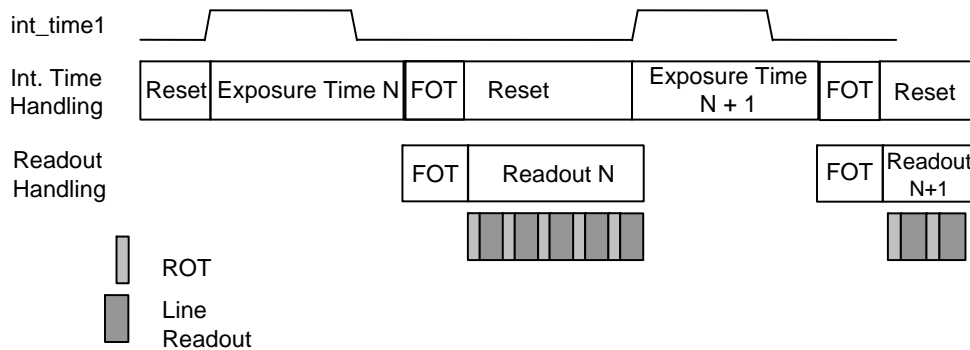 int_time1
Int. Time
Handling
Reset
Exposure Time N
FOT
Reset
Exposure Time
N + 1
FOT
Reset
Readout
Handling
FOT
Readout N
FOT
Readout
N+1
ROT
Line
Readout